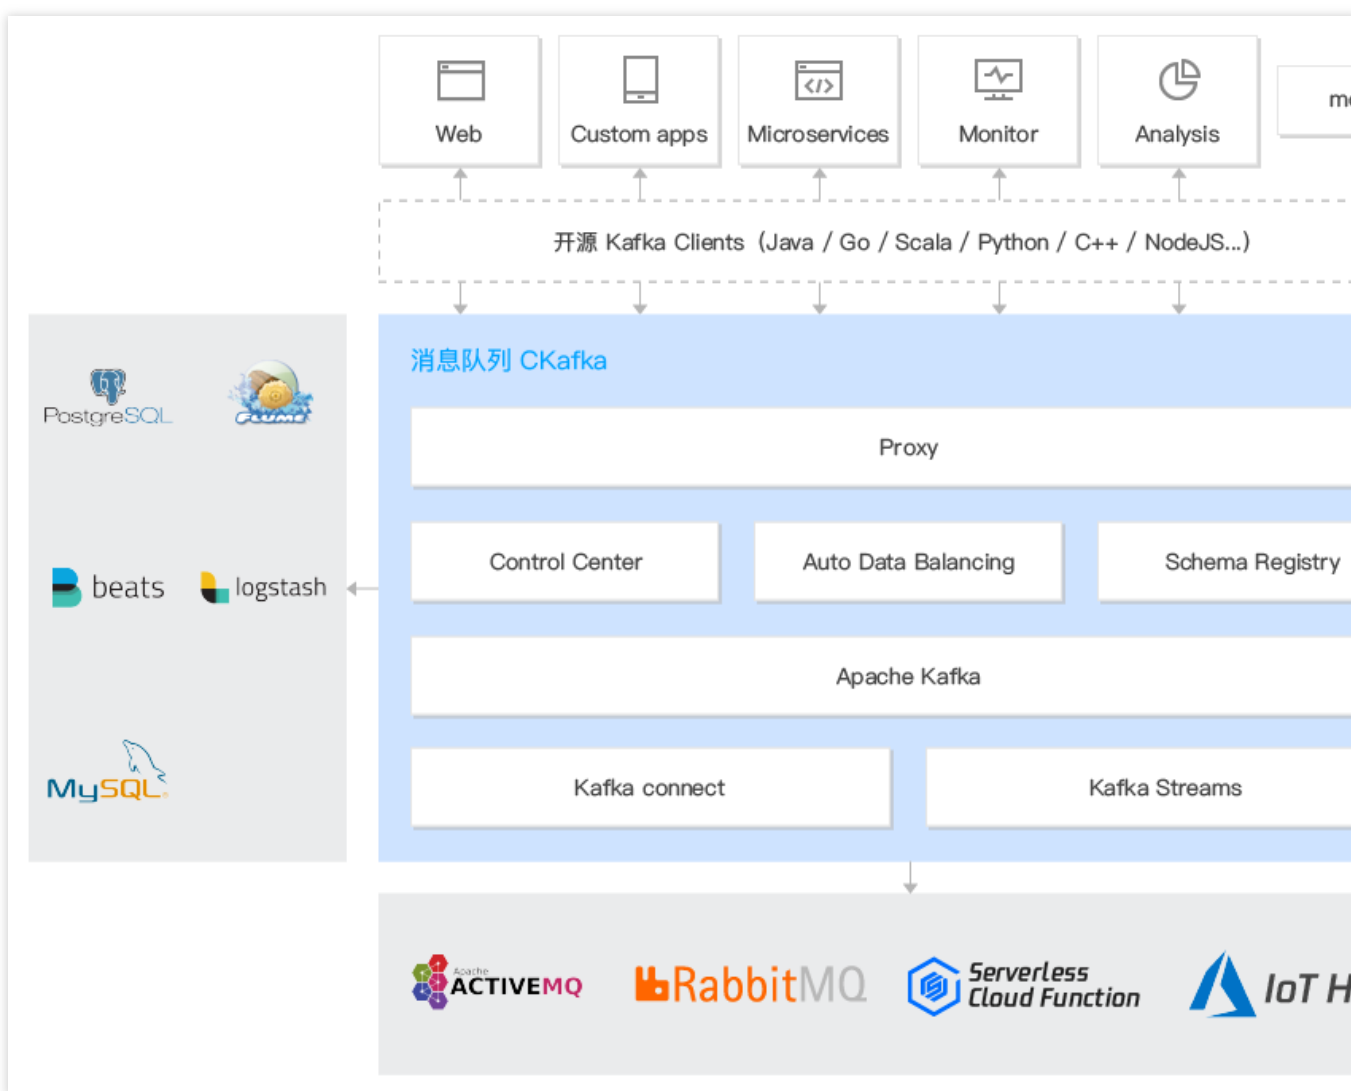 Web
Custom apps
Microservices
Monitor
Analysis
开源 Kafka Clients（Java / Go / Scala / Python / C++ / NodeJS...）
消息队列 CKafka
PostgreSQL
FLUME
Proxy
Control Center
Auto Data Balancing
Schema Registry
beats
logstash
Apache Kafka
MySQL
Kafka connect
Kafka Streams
Apache
ACTIVEMQ
RabbitMQ
Serverless
Cloud Function
IoT H